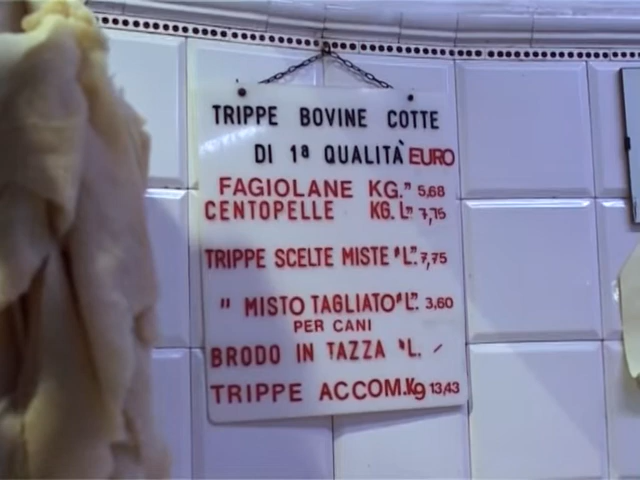 TRIPPE BOVINE COTTE
DI 1ª QUALITÀ EURO
FAGIOLANE KG." 5,68
CENTOPELLE KG. L" 7,75
TRIPPE SCELTE MISTE "L." 7,75
" MISTO TAGLIATO "L". 3,60
PER CANI
BRODO IN TAZZA "L.
TRIPPE ACCOM.Kg 13,43